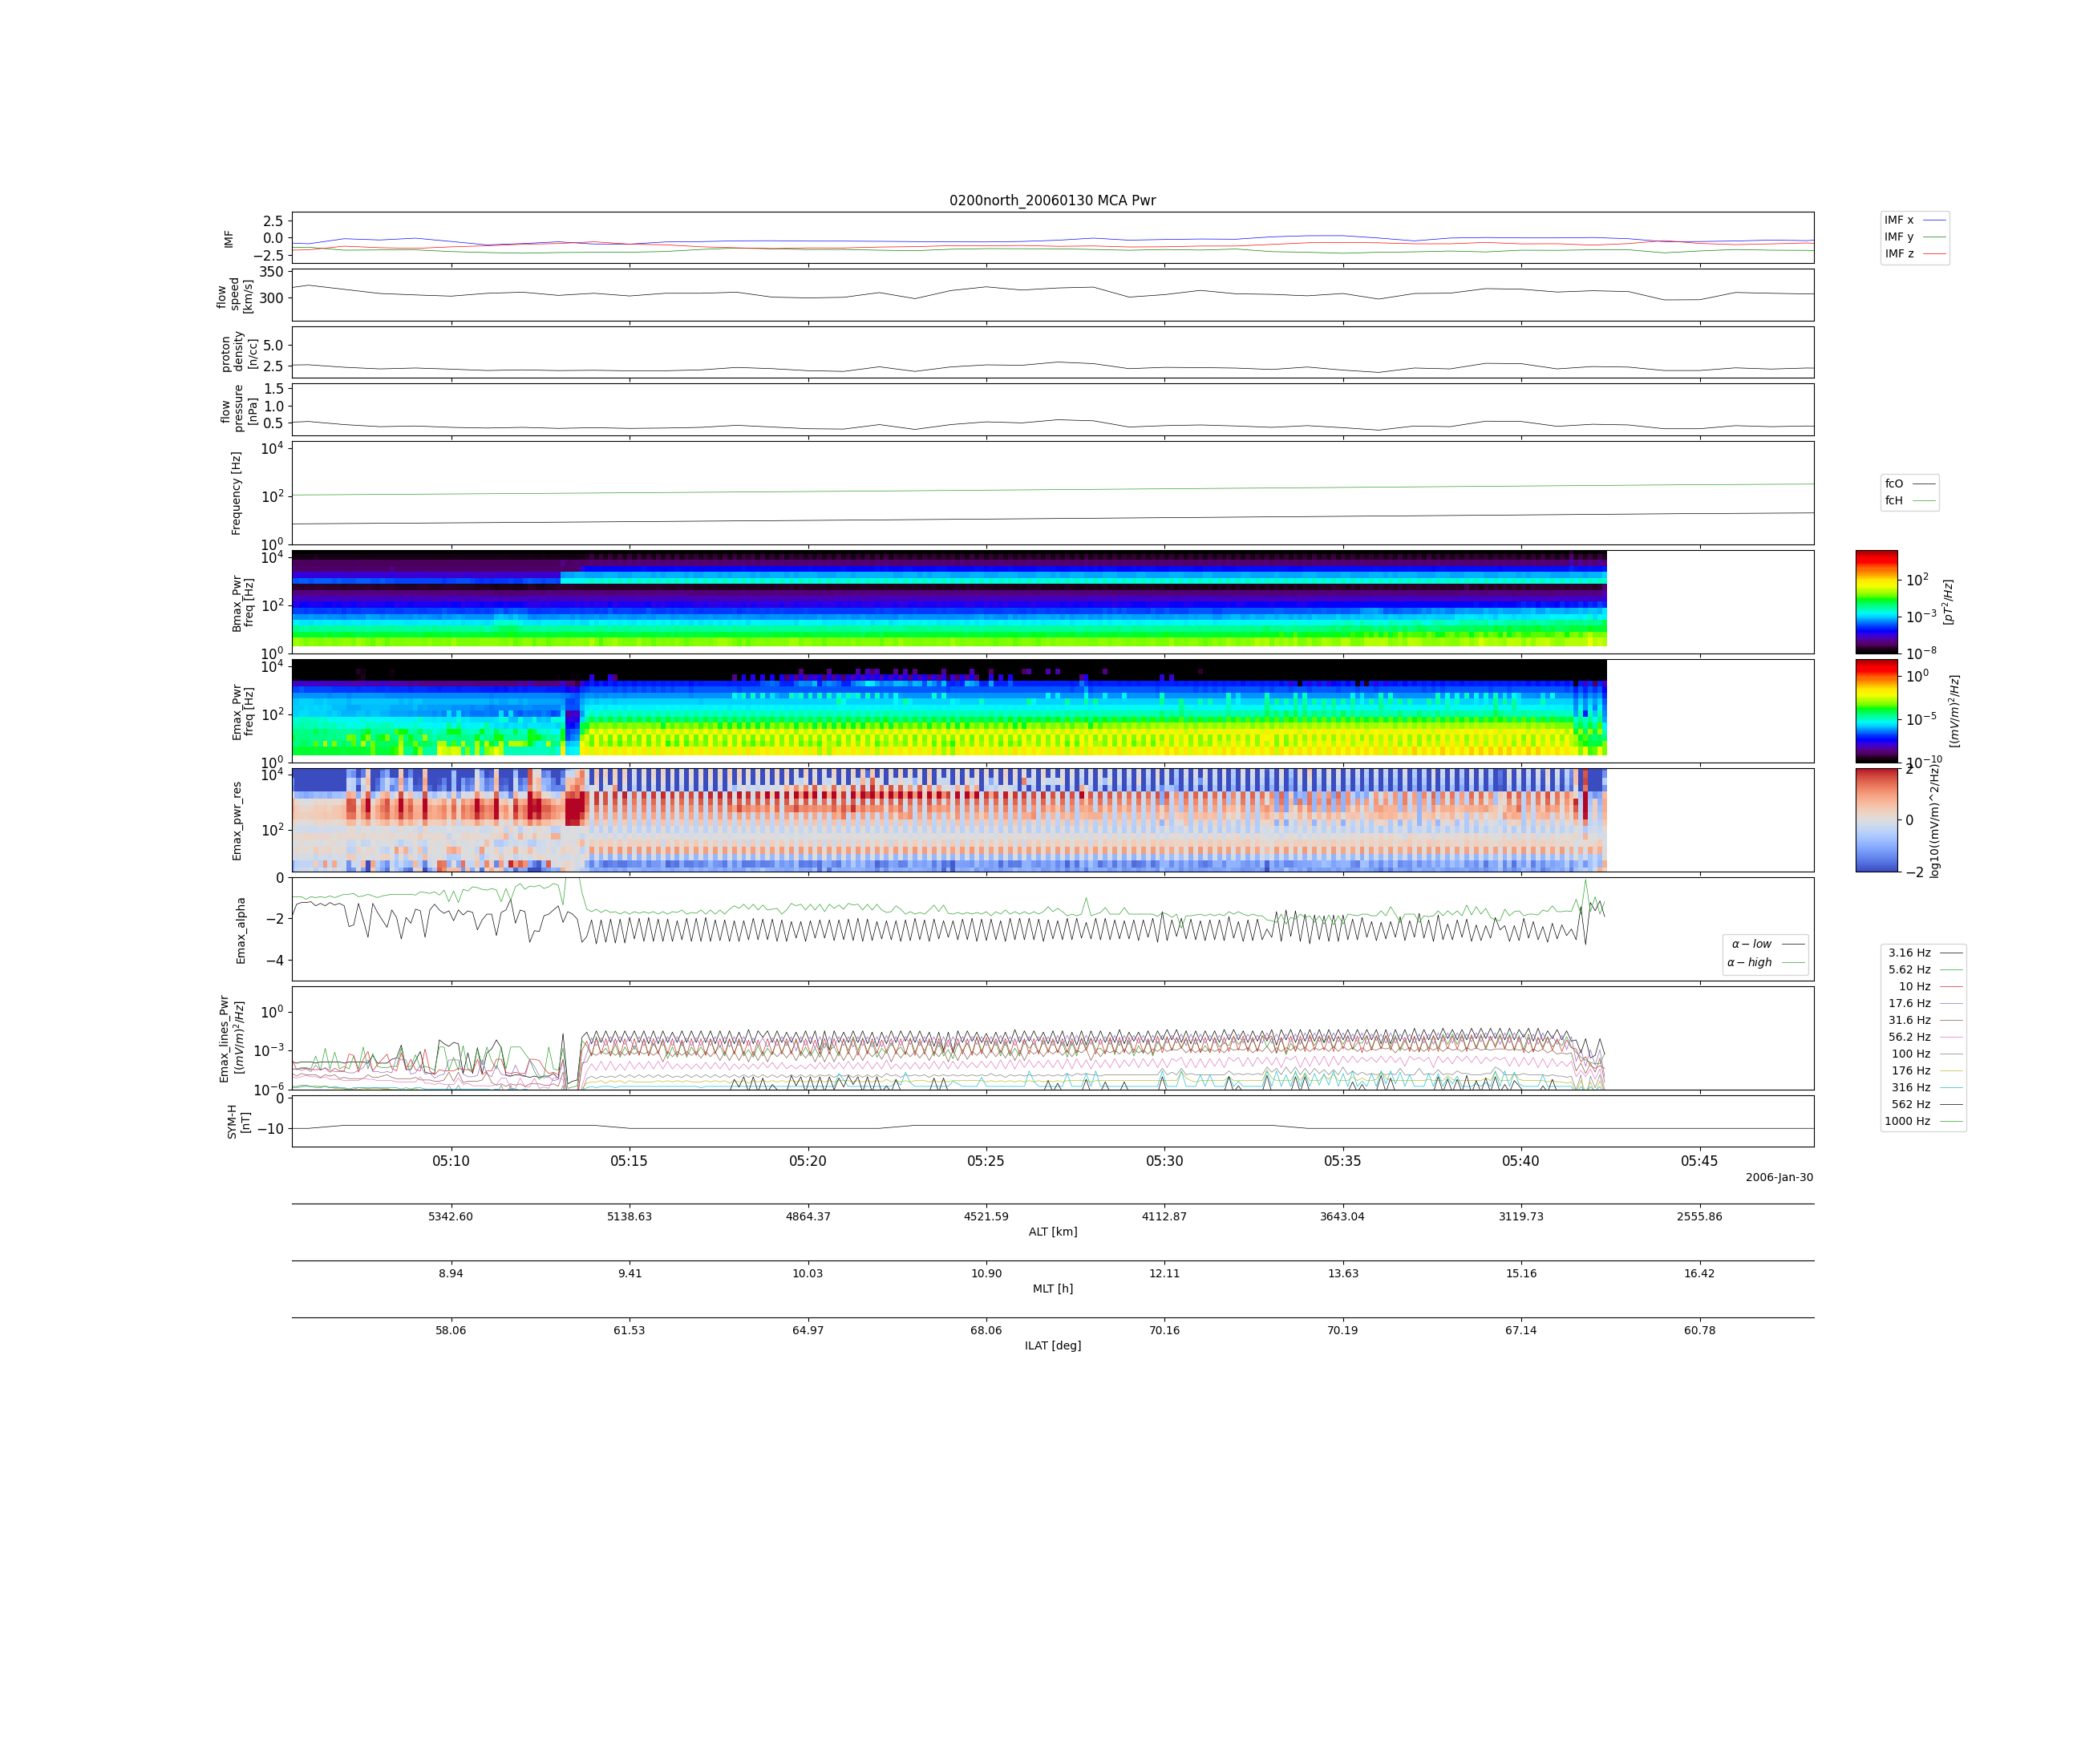 0200north_20060130 MCA Pwr
IMF
2.5
0.0
−2.5
IMF x
IMF y
IMF z
flow
speed
[km/s]
350
300
proton
density
[n/cc]
5.0
2.5
flow
pressure
[nPa]
1.5
1.0
0.5
Frequency [Hz]
10^4
10^2
10^0
fcO
fcH
Bmax_Pwr
freq [Hz]
10^4
10^2
10^0
10^2
10^-3
10^-8
[pT^2/Hz]
Emax_Pwr
freq [Hz]
10^4
10^2
10^0
10^0
10^-5
10^-10
[(mV/m)^2/Hz]
Emax_pwr_res
10^4
10^2
2
0
−2
log10((mV/m)^2/Hz)
Emax_alpha
0
−2
−4
α − low
α − high
Emax_lines_Pwr
[(mV/m)^2/Hz]
10^0
10^-3
10^-6
3.16 Hz
5.62 Hz
10 Hz
17.6 Hz
31.6 Hz
56.2 Hz
100 Hz
176 Hz
316 Hz
562 Hz
1000 Hz
SYM-H
[nT]
0
−10
05:10 05:15 05:20 05:25 05:30 05:35 05:40 05:45
2006-Jan-30
5342.60 5138.63 4864.37 4521.59 4112.87 3643.04 3119.73 2555.86
ALT [km]
8.94 9.41 10.03 10.90 12.11 13.63 15.16 16.42
MLT [h]
58.06 61.53 64.97 68.06 70.16 70.19 67.14 60.78
ILAT [deg]